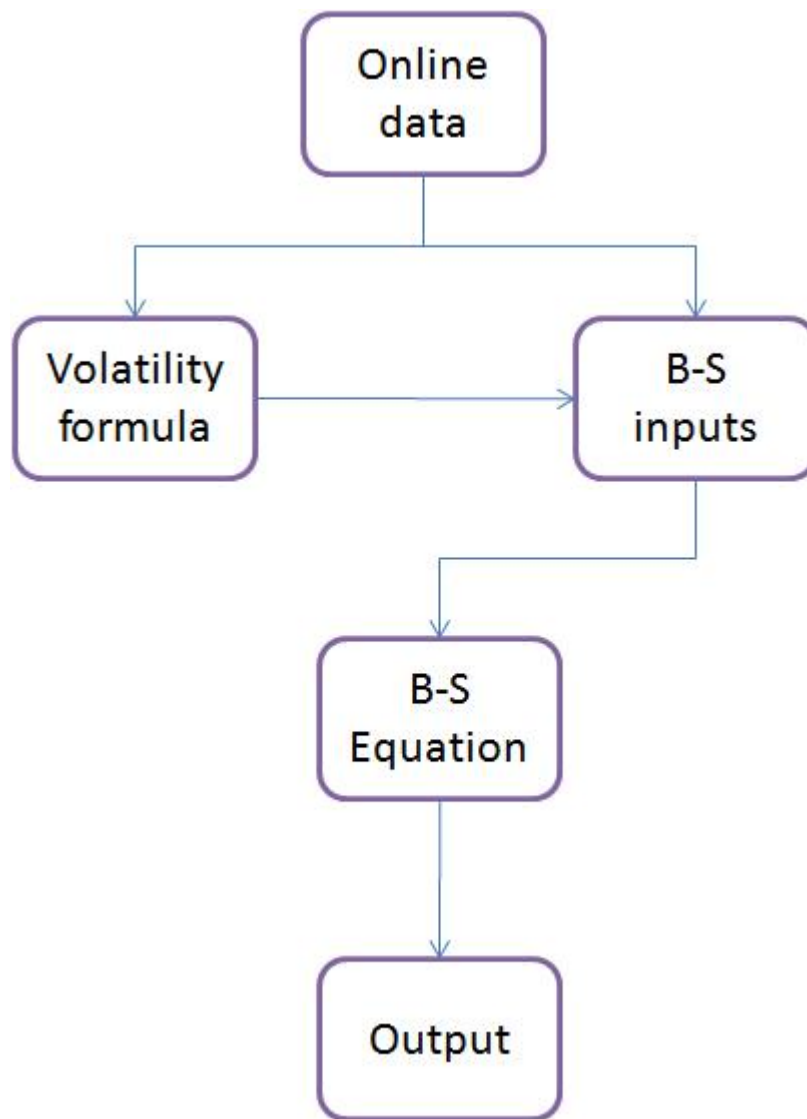 Online
data
Volatility
formula
B-S
inputs
B-S
Equation
Output